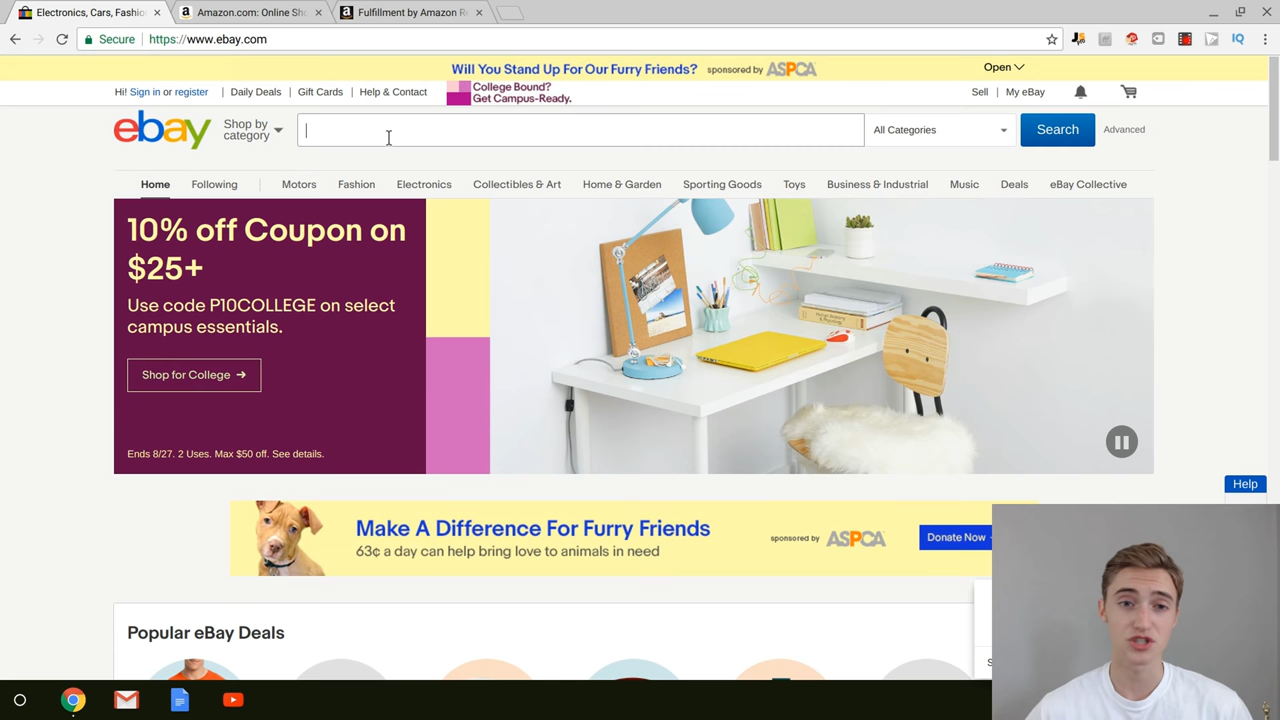 Electronics, Cars, Fashio
Amazon.com: Online Sho
Fulfillment by Amazon R
Secure
https://www.ebay.com
IQ
Will You Stand Up For Our Furry Friends? sponsored by ASPCA
Open
Hi! Sign in or register
Daily Deals
Gift Cards
Help & Contact
College Bound?
Get Campus-Ready.
Sell
My eBay
ebay
Shop by
category
All Categories
Search
Advanced
Home
Following
Motors
Fashion
Electronics
Collectibles & Art
Home & Garden
Sporting Goods
Toys
Business & Industrial
Music
Deals
eBay Collective
10% off Coupon on
$25+
Use code P10COLLEGE on select
campus essentials.
Shop for College →
Ends 8/27. 2 Uses. Max $50 off. See details.
Help
Make A Difference For Furry Friends
63¢ a day can help bring love to animals in need
sponsored by ASPCA
Donate Now
Popular eBay Deals